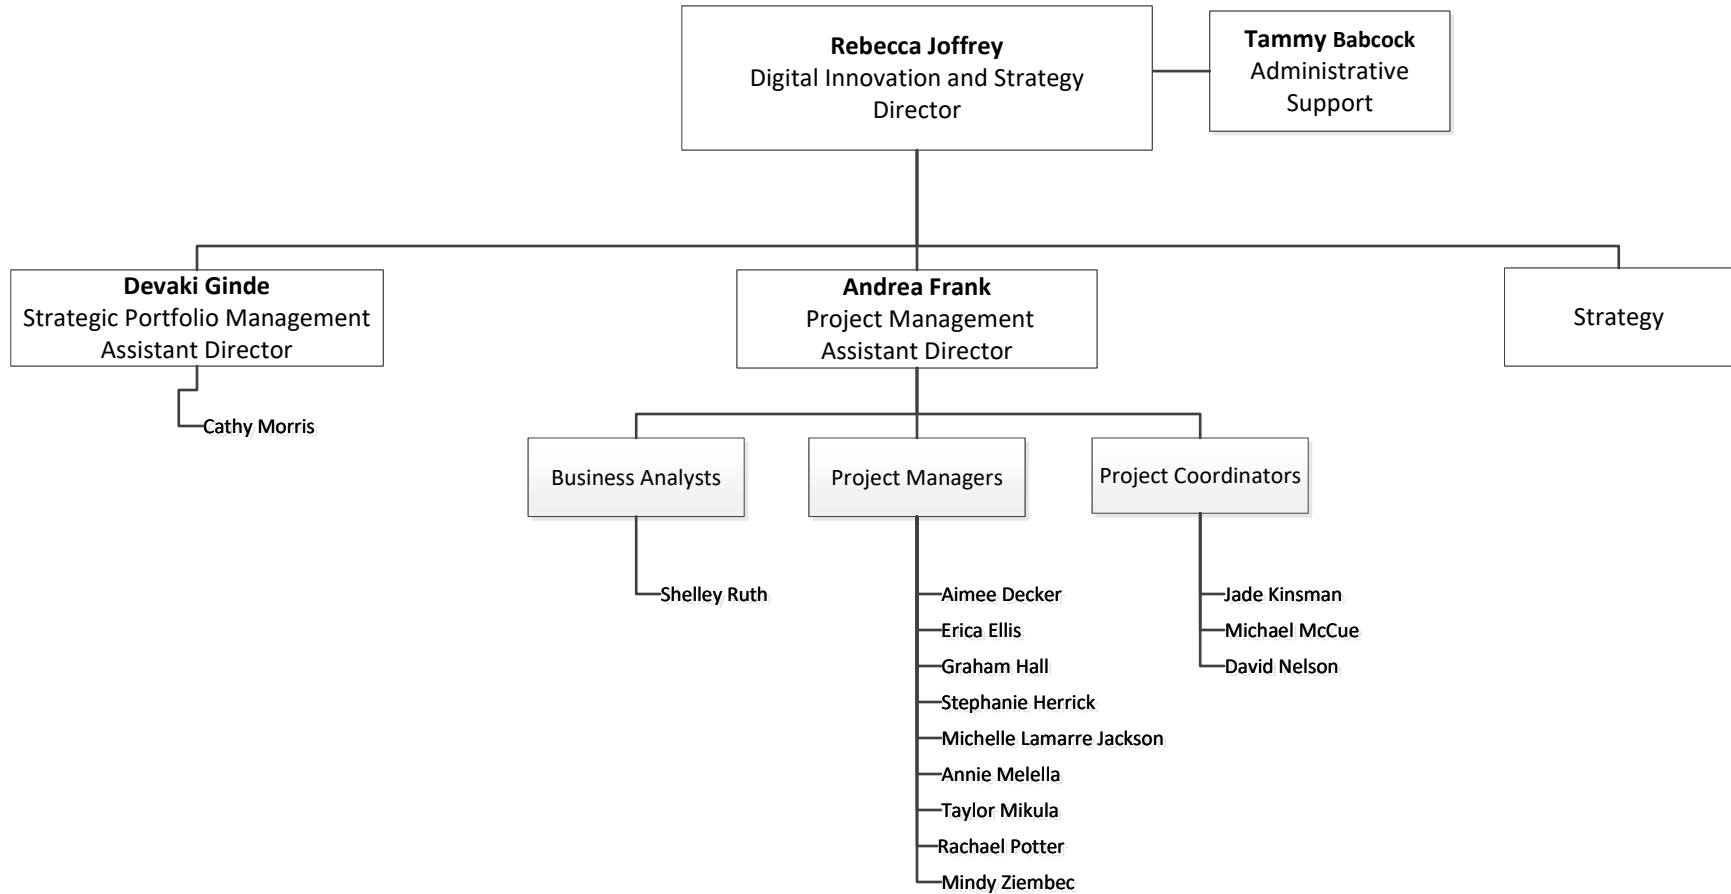 Rebecca Joffrey
Digital Innovation and Strategy
Director
Tammy Babcock
Administrative
Support
Devaki Ginde
Strategic Portfolio Management
Assistant Director
Andrea Frank
Project Management
Assistant Director
Strategy
Cathy Morris
Business Analysts
Project Managers
Project Coordinators
Shelley Ruth
Aimee Decker
Erica Ellis
Graham Hall
Stephanie Herrick
Michelle Lamarre Jackson
Annie Melella
Taylor Mikula
Rachael Potter
Mindy Ziembec
Jade Kinsman
Michael McCue
David Nelson